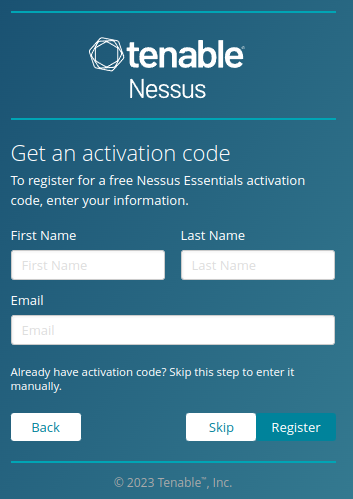 tenable®
Nessus
Get an activation code
To register for a free Nessus Essentials activation
code, enter your information.
First Name Last Name
First Name Last Name
Email
Email
Already have activation code? Skip this step to enter it
manually.
Back Skip Register
© 2023 Tenable™, Inc.